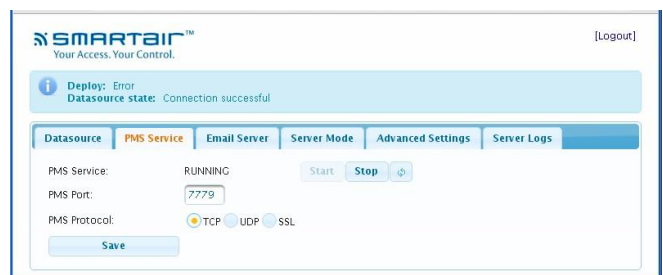 SMARTair™
[Logout]
Your Access. Your Control.
Deploy: Error
Datasource state: Connection successful
Datasource PMS Service Email Server Server Mode Advanced Settings Server Logs
PMS Service: RUNNING Start Stop
PMS Port: 7779
PMS Protocol: TCP UDP SSL
Save